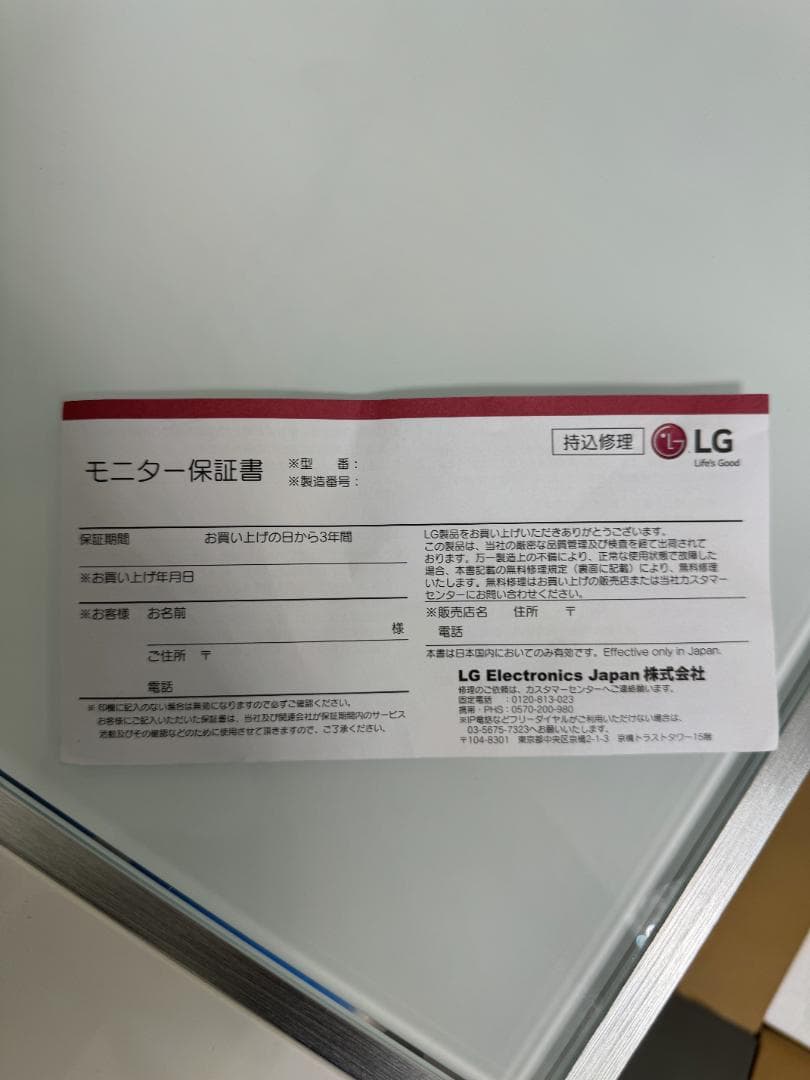 持込修理
LG
Life's Good
モニター保証書
※型　番：
※製造番号：
保証期間　お買い上げの日から3年間
※お買い上げ年月日
※お客様　お名前
様
ご住所　〒
電話
※ 印欄に記入のない場合は無効になりますので必ずご確認ください。
お客様にご記入いただいた保証書は、当社及び関連会社が保証期間内のサービス
活動及びその確認などのために使用させて頂きますので、ご了承ください。
LG製品をお買い上げいただきありがとうございます。
この製品は、当社の厳密な品質管理及び検査を経て出荷されて
おります。万一製造上の不備により、正常な使用状態で故障した
場合、本書記載の無料修理規定（裏面に記載）により、無料修理
いたします。無料修理はお買い上げの販売店または当社カスタマー
センターにお問い合わせください。
※販売店名　住所　〒
電話
本書は日本国内においてのみ有効です。Effective only in Japan.
LG Electronics Japan 株式会社
修理のご依頼は、カスタマーセンターへご連絡願います。
固定電話　：0120-813-023
携帯・PHS：0570-200-980
※IP電話などフリーダイヤルがご利用いただけない場合は、
03-5675-7323へお願いいたします。
〒104-8301　東京都中央区京橋2-1-3　京橋トラストタワー15階